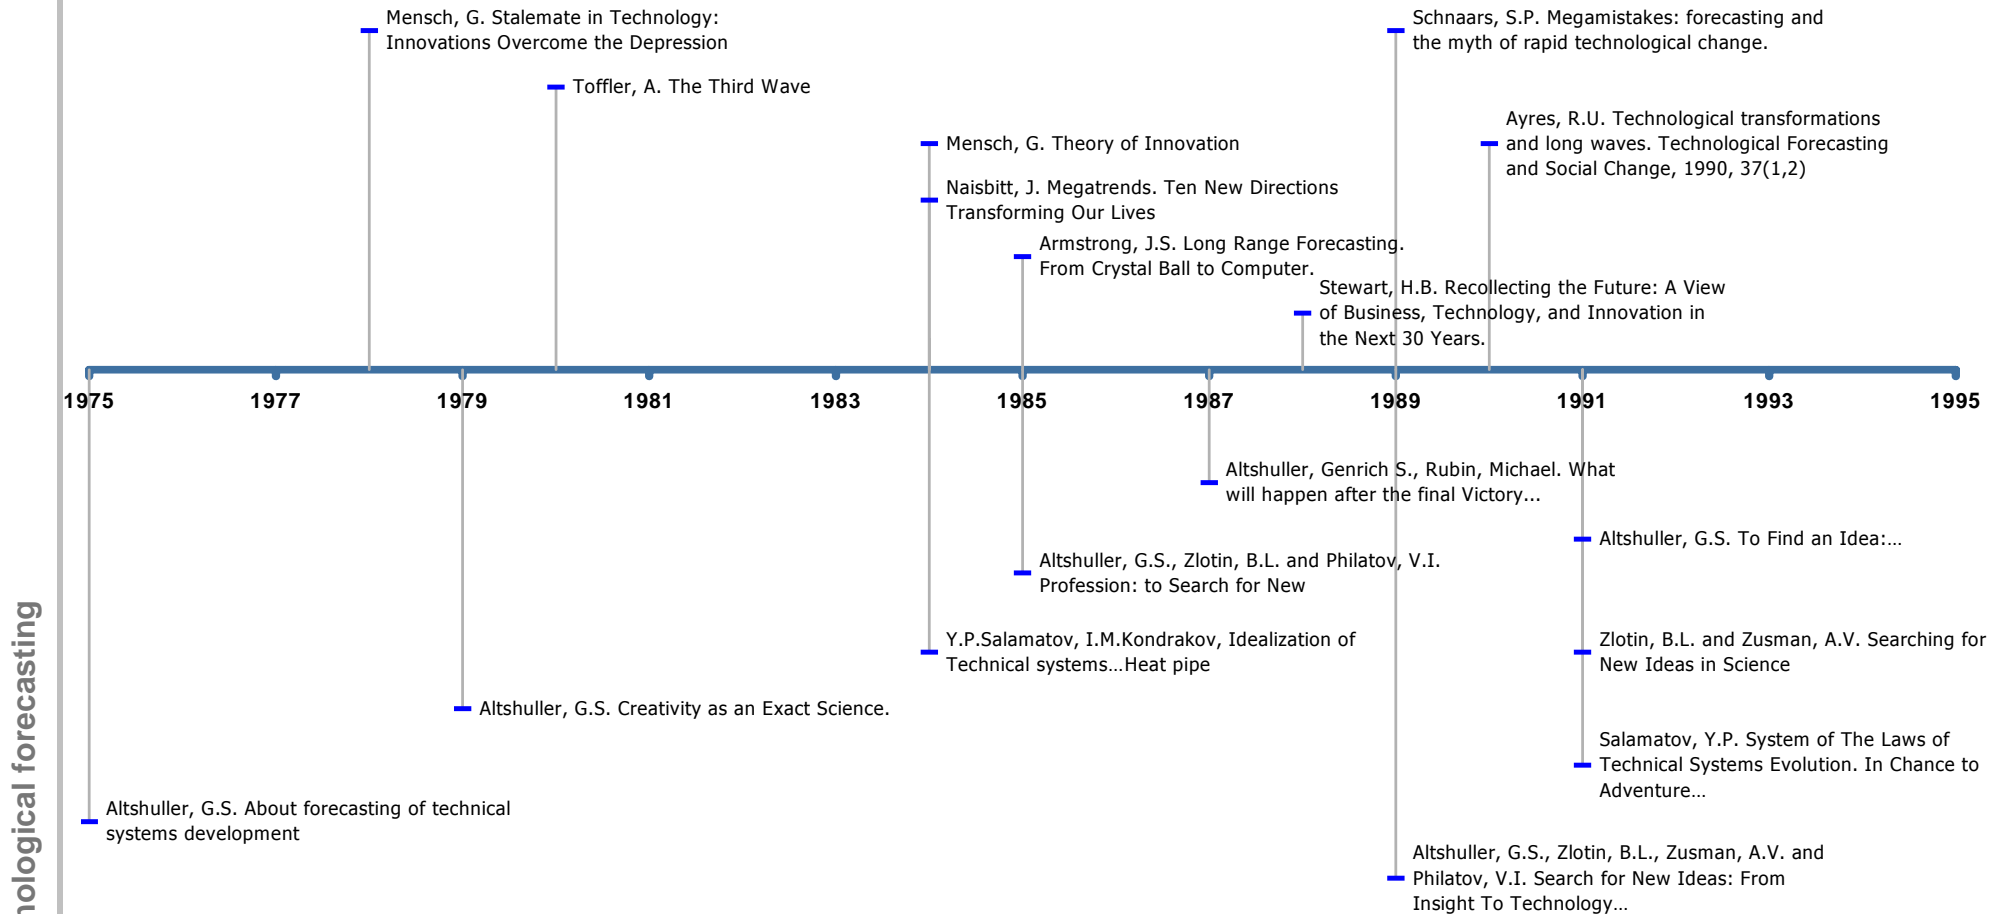 Mensch, G. Stalemate in Technology:
Innovations Overcome the Depression
Schnaars, S.P. Megamistakes: forecasting and
the myth of rapid technological change.
Toffler, A. The Third Wave
Ayres, R.U. Technological transformations
and long waves. Technological Forecasting
and Social Change, 1990, 37(1,2)
Mensch, G. Theory of Innovation
Naisbitt, J. Megatrends. Ten New Directions
Transforming Our Lives
Armstrong, J.S. Long Range Forecasting.
From Crystal Ball to Computer.
Stewart, H.B. Recollecting the Future: A View
of Business, Technology, and Innovation in
the Next 30 Years.
1975 1977 1979 1981 1983 1985 1987 1989 1991 1993 1995
Altshuller, Genrich S., Rubin, Michael. What
will happen after the final Victory...
Altshuller, G.S. To Find an Idea:...
Altshuller, G.S., Zlotin, B.L. and Philatov, V.I.
Profession: to Search for New
Y.P.Salamatov, I.M.Kondrakov, Idealization of
Technical systems...Heat pipe
Zlotin, B.L. and Zusman, A.V. Searching for
New Ideas in Science
Altshuller, G.S. Creativity as an Exact Science.
Salamatov, Y.P. System of The Laws of
Technical Systems Evolution. In Chance to
Adventure...
Altshuller, G.S. About forecasting of technical
systems development
Altshuller, G.S., Zlotin, B.L., Zusman, A.V. and
Philatov, V.I. Search for New Ideas: From
Insight To Technology...
nological forecasting